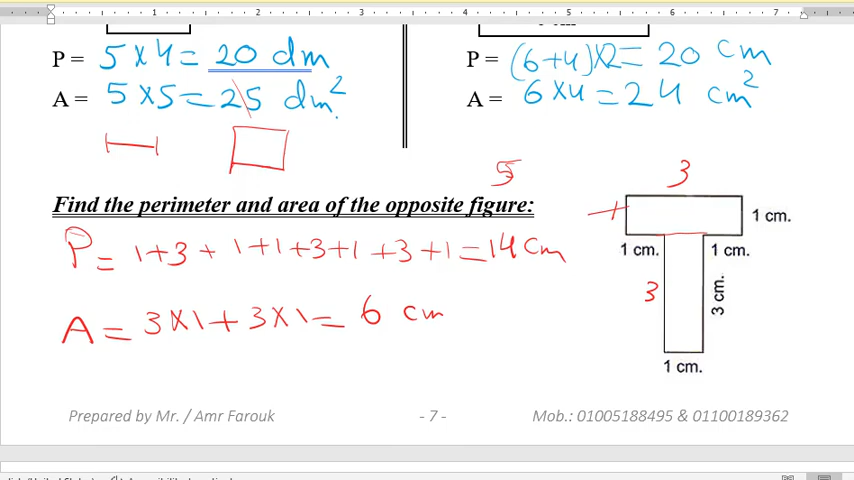 P = 5 x 4 = 20 dm
A = 5 x 5 = 25 dm²
P = (6+4)x2 = 20 cm
A = 6x4 = 24 cm²
5
Find the perimeter and area of the opposite figure:
P = 1+3+1+1+3+1+3+1=14 cm
A = 3x1+3x1= 6 cm
3
1
1 cm.
1 cm.
1 cm.
3
3 cm.
1 cm.
Prepared by Mr. / Amr Farouk
- 7 -
Mob.: 01005188495 & 01100189362